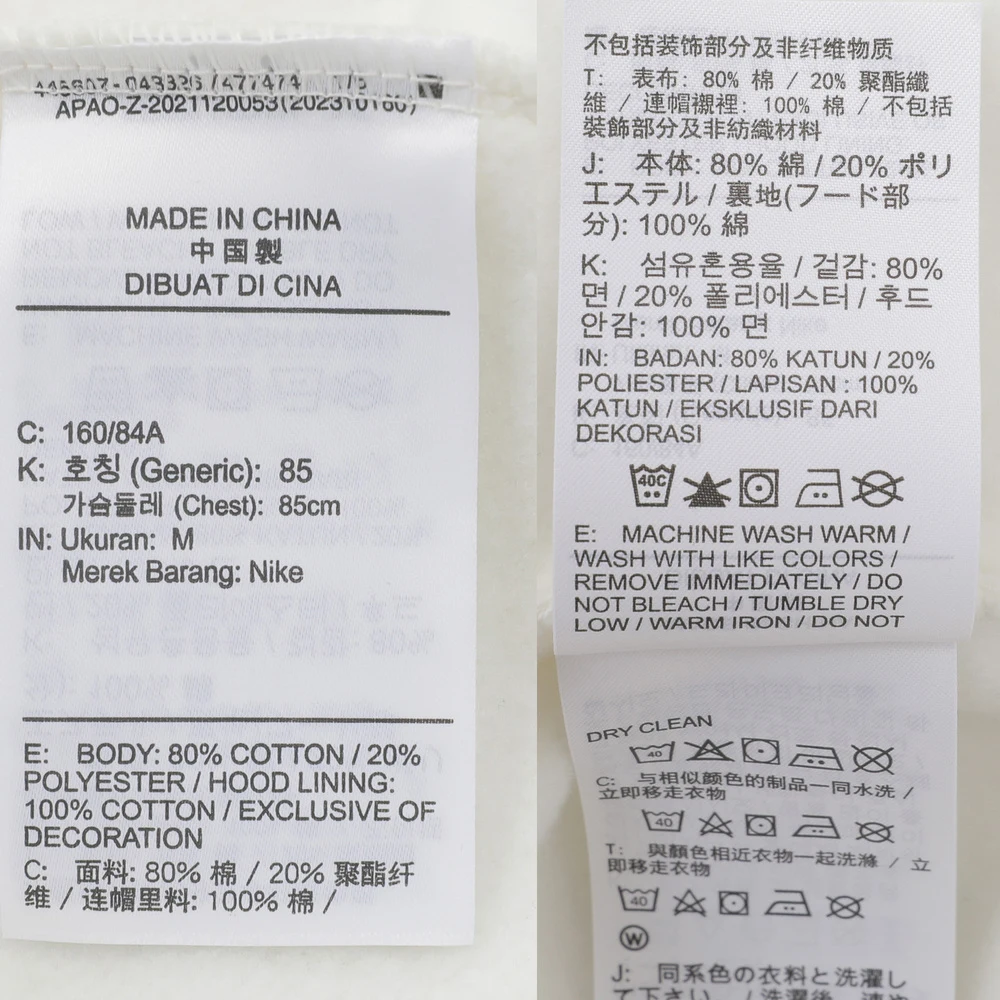 APAO-Z-2021120053(202310160)
MADE IN CHINA
中国製
DIBUAT DI CINA
C: 160/84A
K: 호칭 (Generic): 85
가슴둘레 (Chest): 85cm
IN: Ukuran: M
Merek Barang: Nike
E: BODY: 80% COTTON / 20%
POLYESTER / HOOD LINING:
100% COTTON / EXCLUSIVE OF
DECORATION
C: 面料: 80% 棉 / 20% 聚酯纤
维 / 连帽里料: 100% 棉 /
不包括装饰部分及非纤维物质
T: 表布: 80% 棉 / 20% 聚酯纖
維 / 連帽襯裡: 100% 棉 / 不包括
裝飾部分及非紡織材料
J: 本体: 80% 綿 / 20% ポリ
エステル / 裏地(フード部
分): 100% 綿
K: 섬유혼용율 / 겉감: 80%
면 / 20% 폴리에스터 / 후드
안감: 100% 면
IN: BADAN: 80% KATUN / 20%
POLIESTER / LAPISAN : 100%
KATUN / EKSKLUSIF DARI
DEKORASI
40C
E: MACHINE WASH WARM /
WASH WITH LIKE COLORS /
REMOVE IMMEDIATELY / DO
NOT BLEACH / TUMBLE DRY
LOW / WARM IRON / DO NOT
DRY CLEAN
40
C: 与相似颜色的制品一同水洗 /
立即移走衣物
40
T: 與顏色相近衣物一起洗滌 / 立
即移走衣物
40
W
J: 同系色の衣料と洗濯し
て下さい